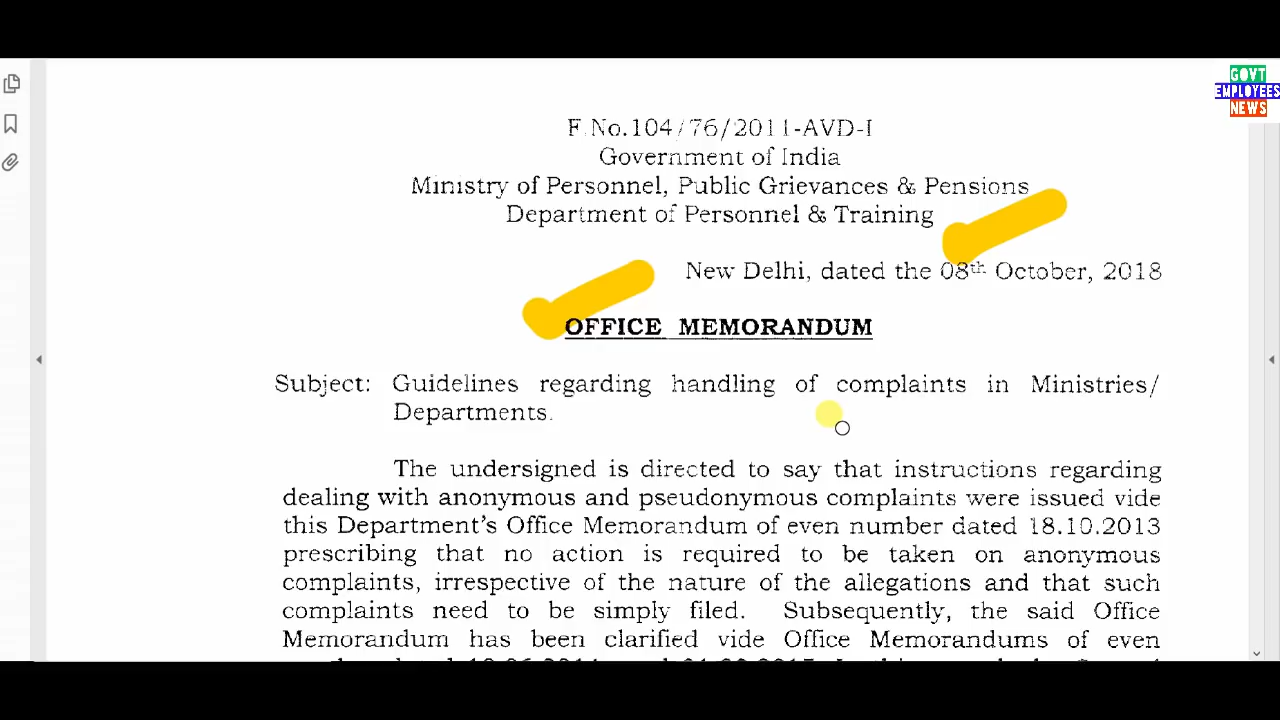 GOVT
EMPLOYEES
NEWS
F.No.104/76/2011-AVD-I
Government of India
Ministry of Personnel, Public Grievances & Pensions
Department of Personnel & Training
New Delhi, dated the 08th October, 2018
OFFICE MEMORANDUM
Subject: Guidelines regarding handling of complaints in Ministries/
Departments.
The undersigned is directed to say that instructions regarding
dealing with anonymous and pseudonymous complaints were issued vide
this Department's Office Memorandum of even number dated 18.10.2013
prescribing that no action is required to be taken on anonymous
complaints, irrespective of the nature of the allegations and that such
complaints need to be simply filed. Subsequently, the said Office
Memorandum has been clarified vide Office Memorandums of even